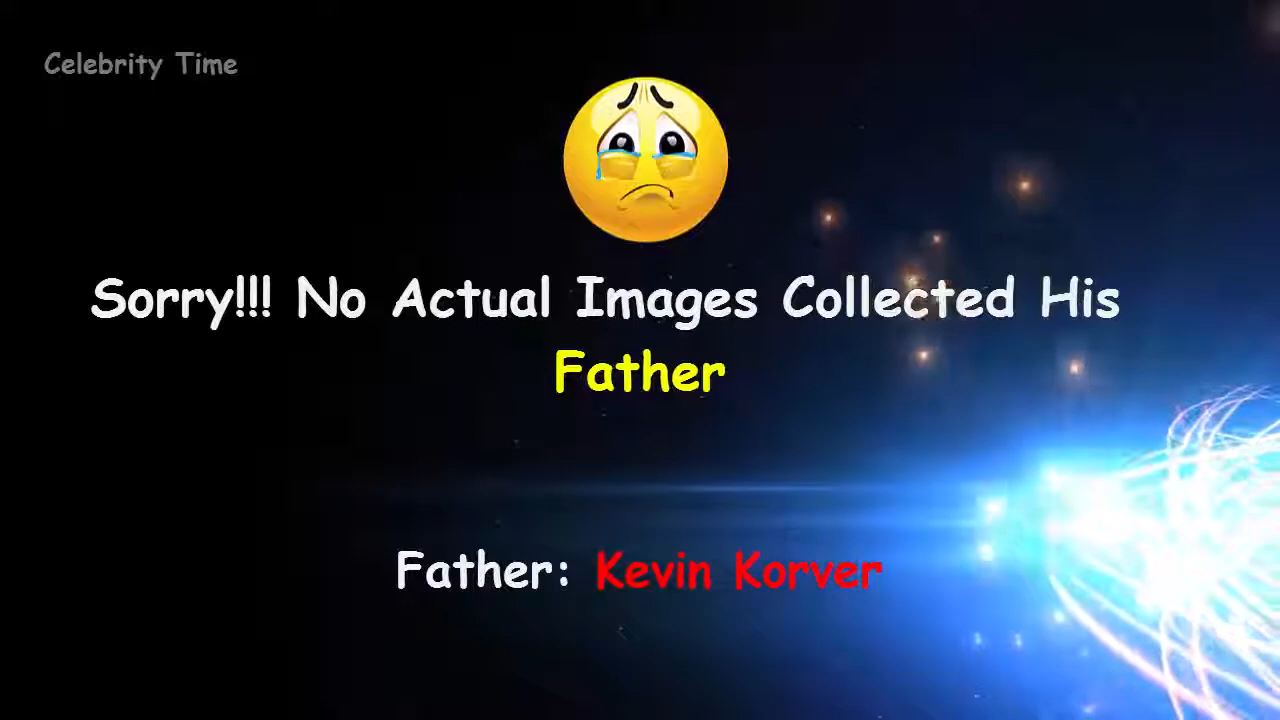 Celebrity Time
Sorry!!! No Actual Images Collected His
Father
Father: Kevin Korver